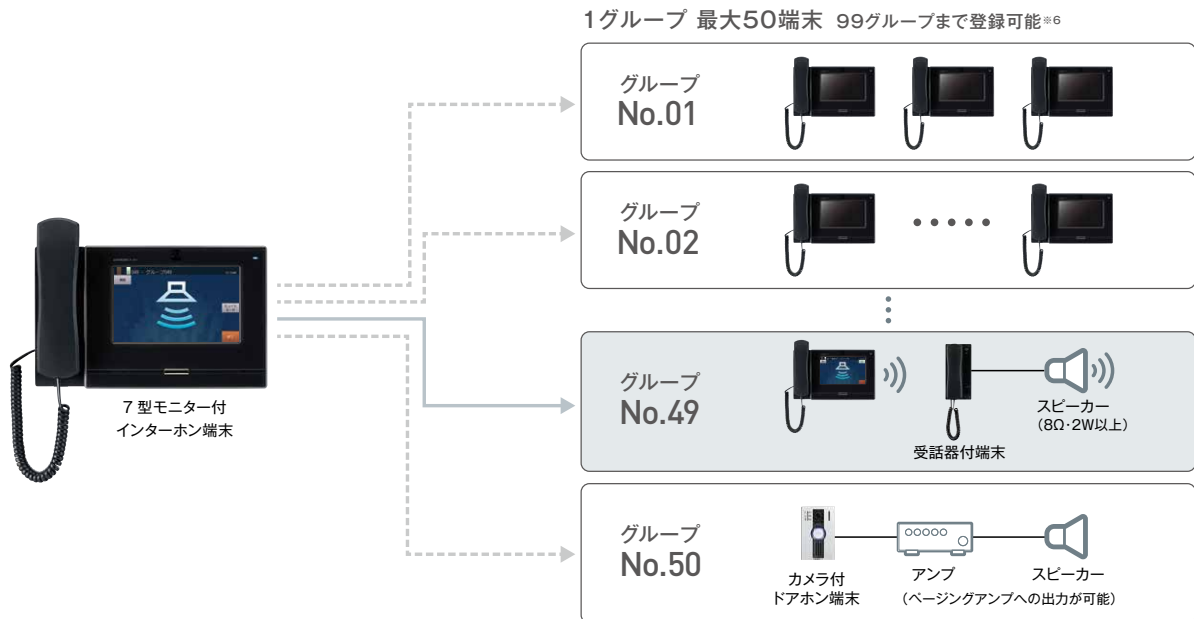 1グループ 最大50端末 99グループまで登録可能※6
グループ
No.01
グループ
No.02
7型モニター付
インターホン端末
グループ
No.49
受話器付端末
スピーカー
(8Ω・2W以上)
グループ
No.50
カメラ付
ドアホン端末
アンプ
スピーカー
(ページングアンプへの出力が可能)